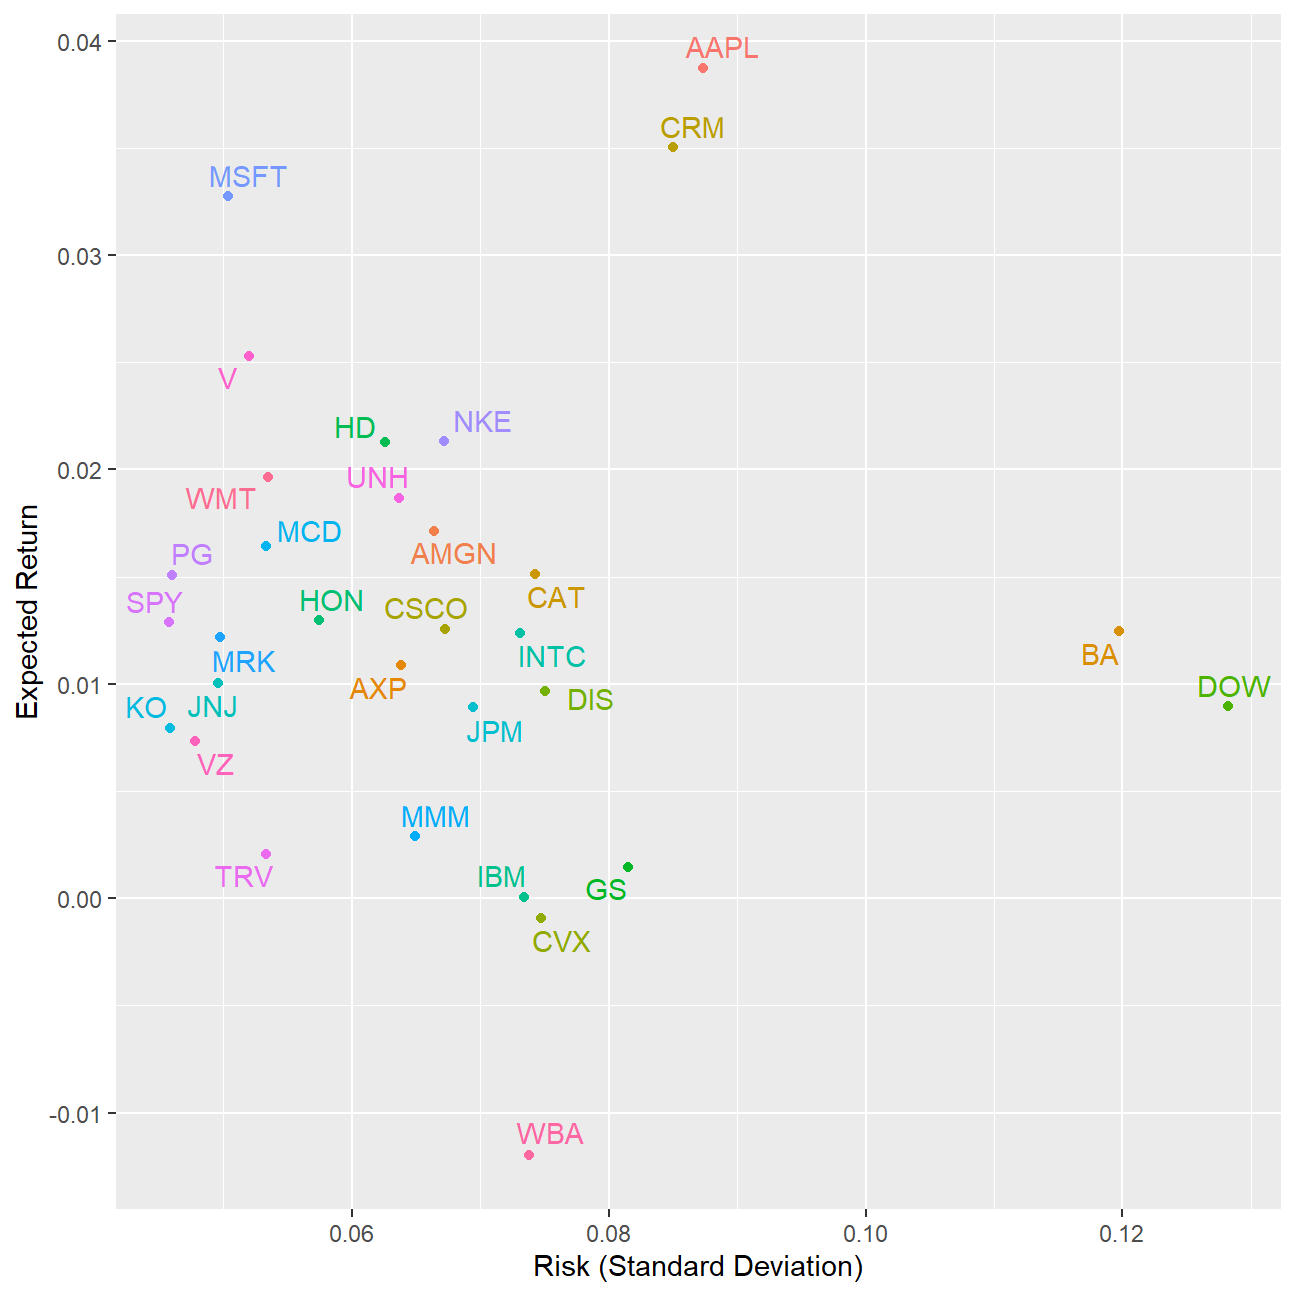 0.04
AAPL
CRM
MSFT
0.03
V
NKE
HD
0.02
UNH
WMT
MCD
AMGN
PG
CAT
SPY
HON
CSCO
INTC
BA
MRK
AXP
0.01
DOW
DIS
KO
JNJ
JPM
VZ
MMM
TRV
IBM
GS
0.00
CVX
-0.01
WBA
0.06
0.08
0.10
0.12
Risk (Standard Deviation)
Expected Return